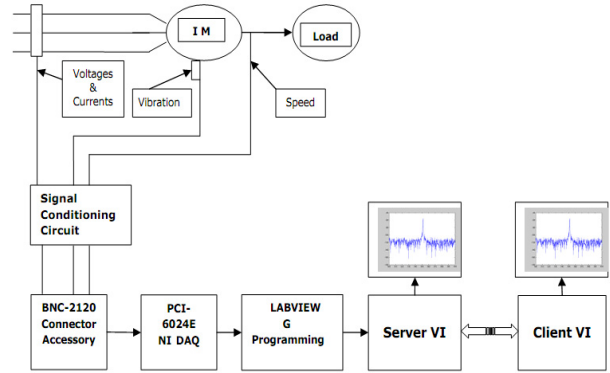 I M
Load
Voltages
&
Currents
Vibration
Speed
Signal
Conditioning
Circuit
BNC-2120
Connector
Accessory
PCI-
6024E
NI DAQ
LABVIEW
G
Programming
Server VI
Client VI